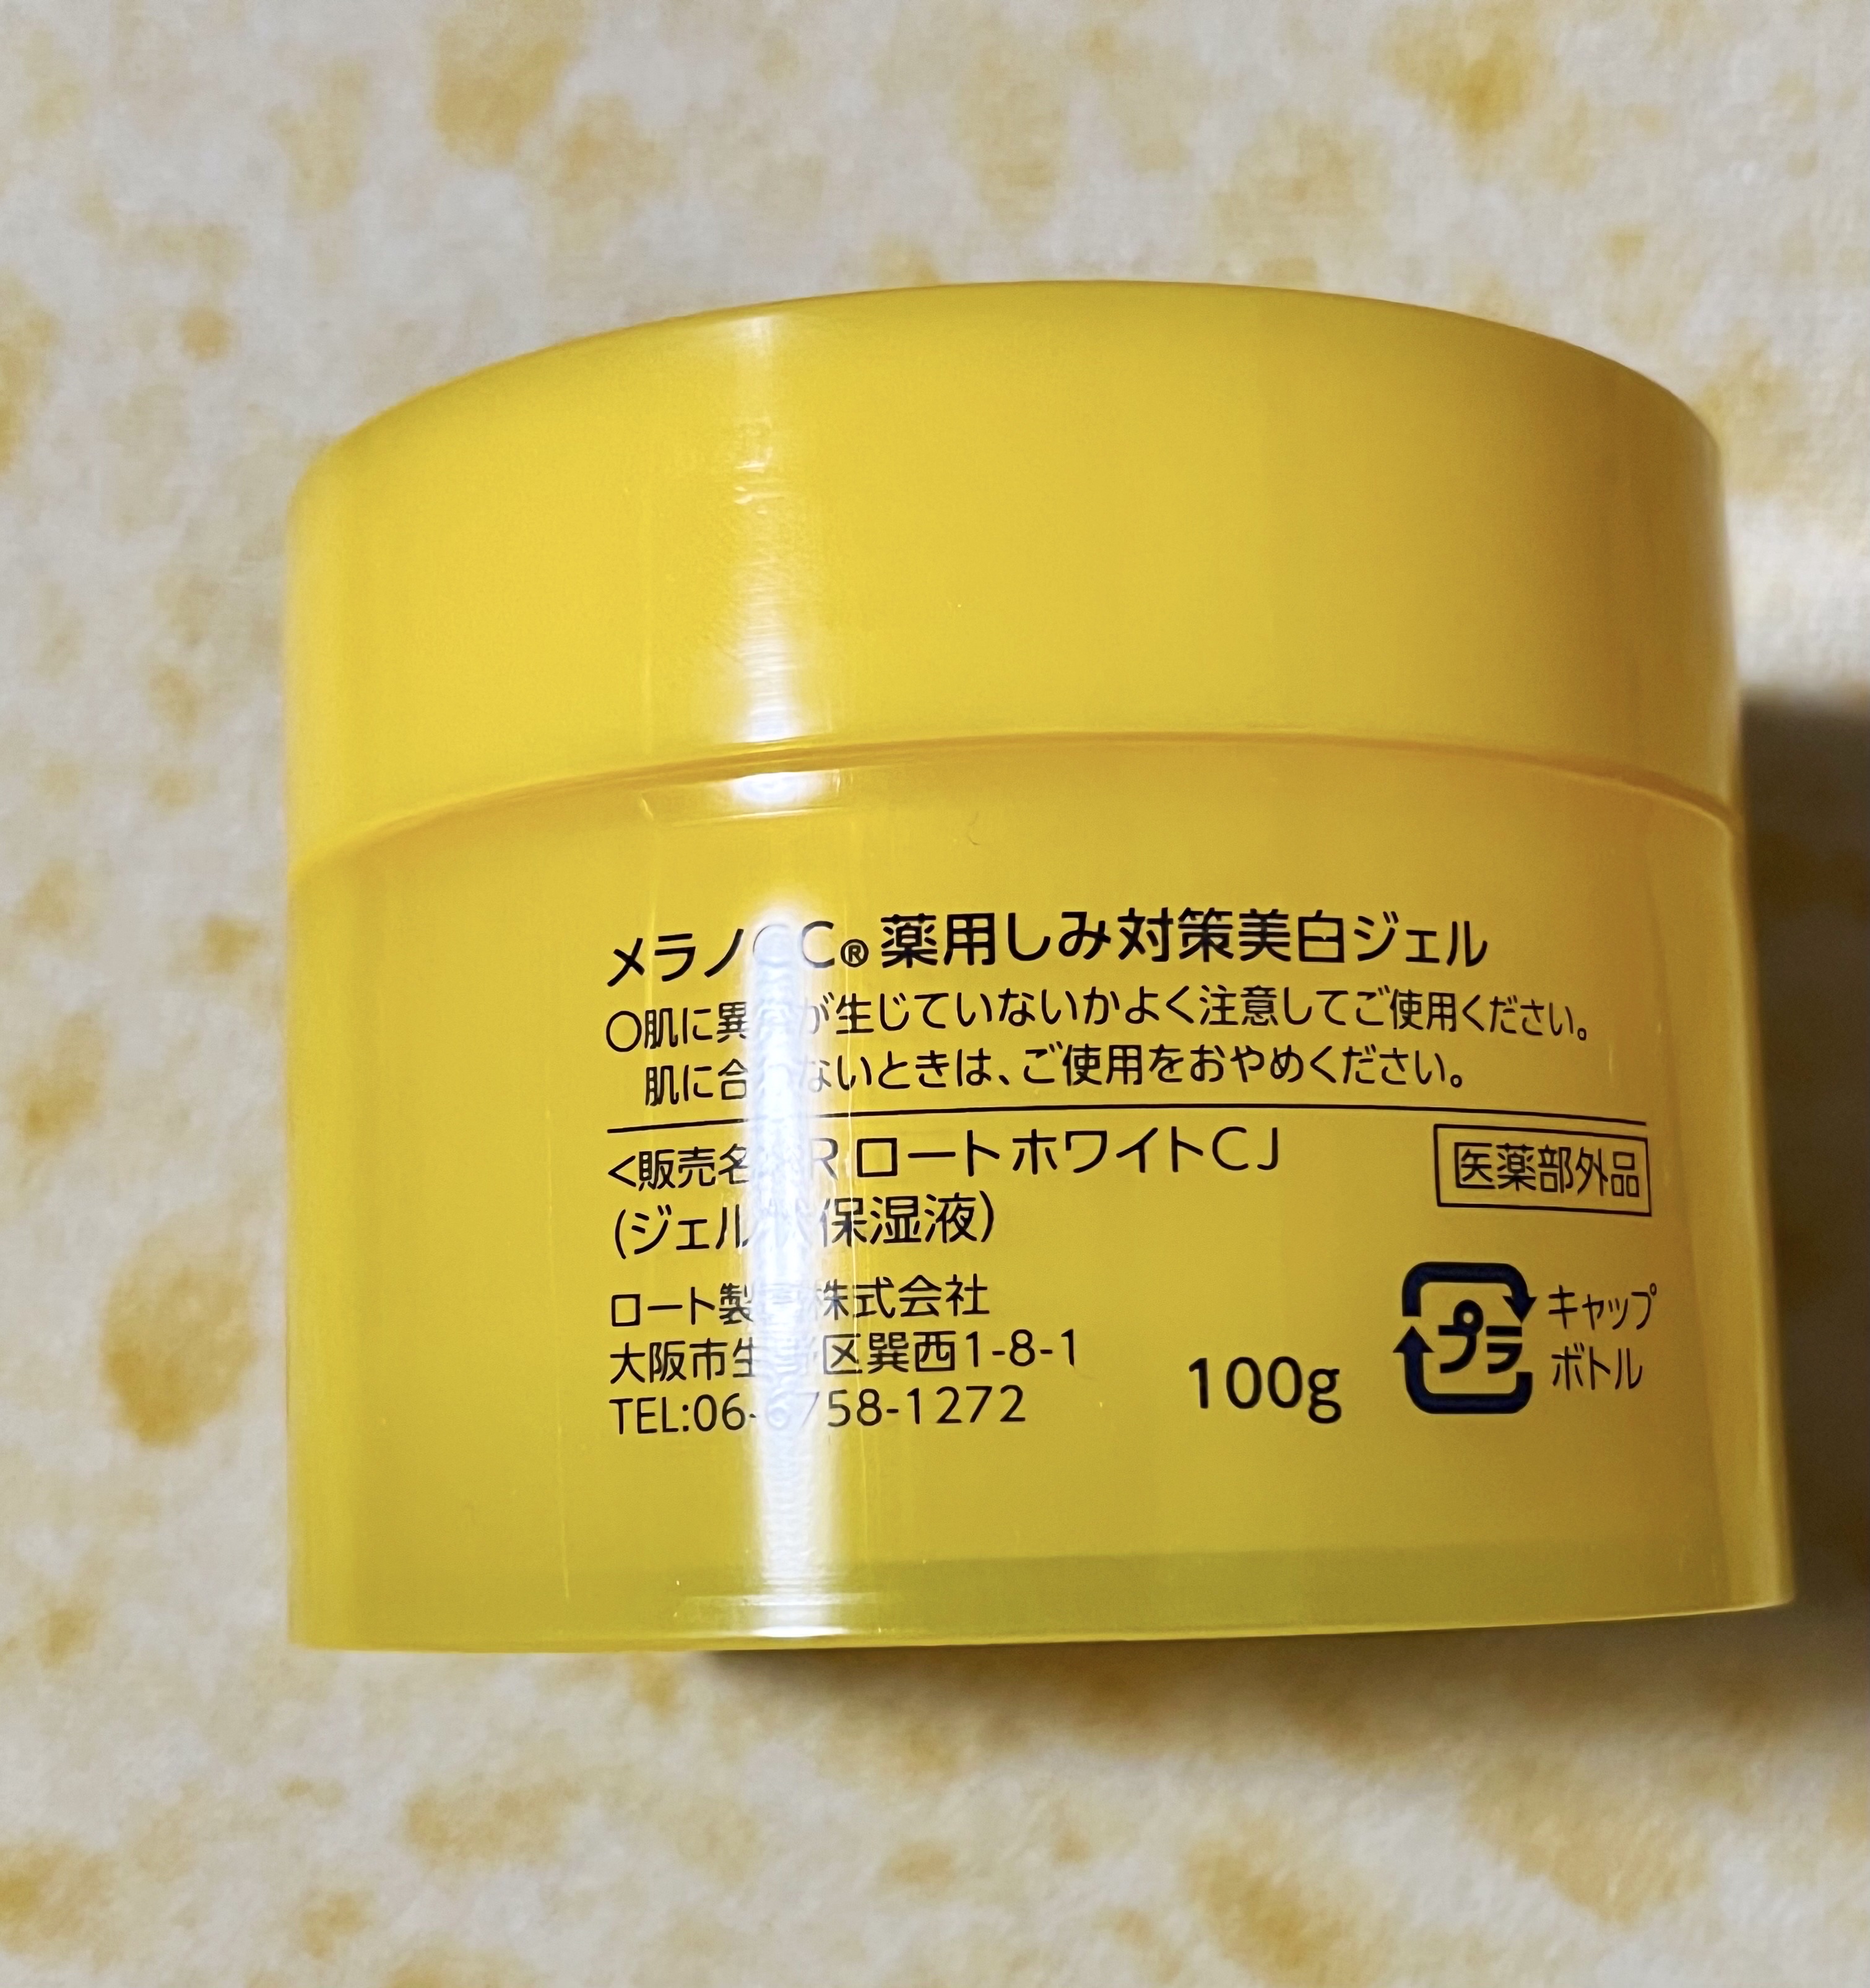 メラノCC®薬用しみ対策美白ジェル
○肌に異常が生じていないかよく注意してご使用ください。
肌に合わないときは、ご使用をおやめください。
<販売名>R ロートホワイトCJ
医薬部外品
(ジェル状保湿液)
ロート製薬株式会社
大阪市生野区巽西1-8-1
TEL:06-6758-1272
100g
プラ
キャップ
ボトル